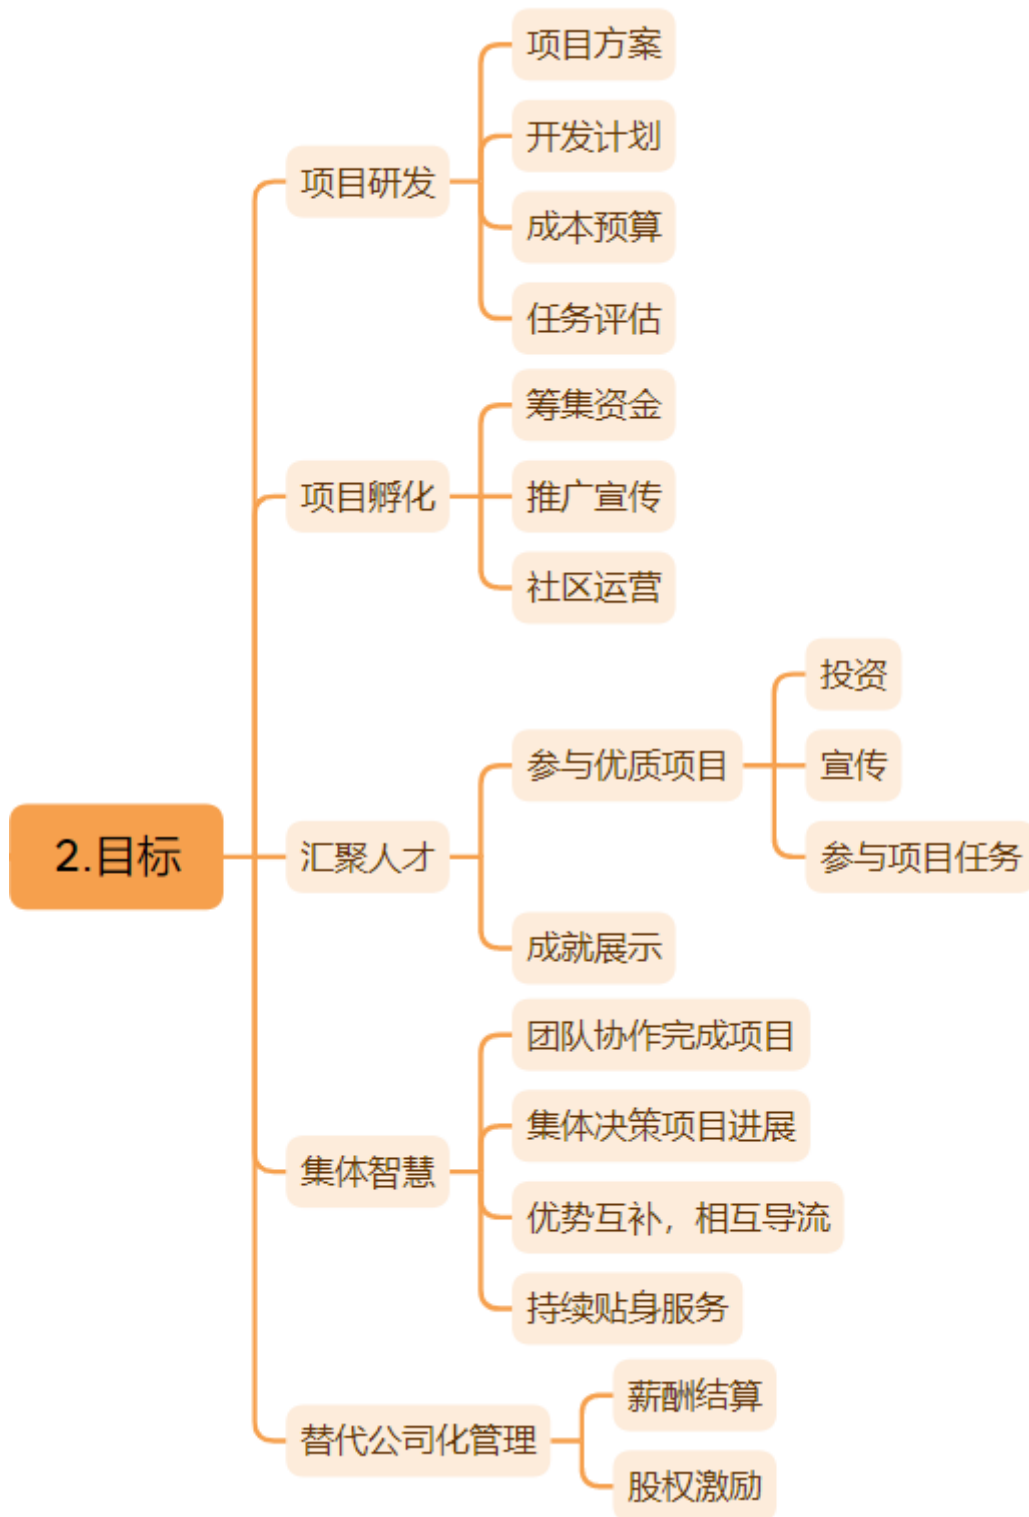 2.目标
项目研发
项目方案
开发计划
成本预算
任务评估
项目孵化
筹集资金
推广宣传
社区运营
汇聚人才
参与优质项目
投资
宣传
参与项目任务
成就展示
集体智慧
团队协作完成项目
集体决策项目进展
优势互补，相互导流
持续贴身服务
替代公司化管理
薪酬结算
股权激励